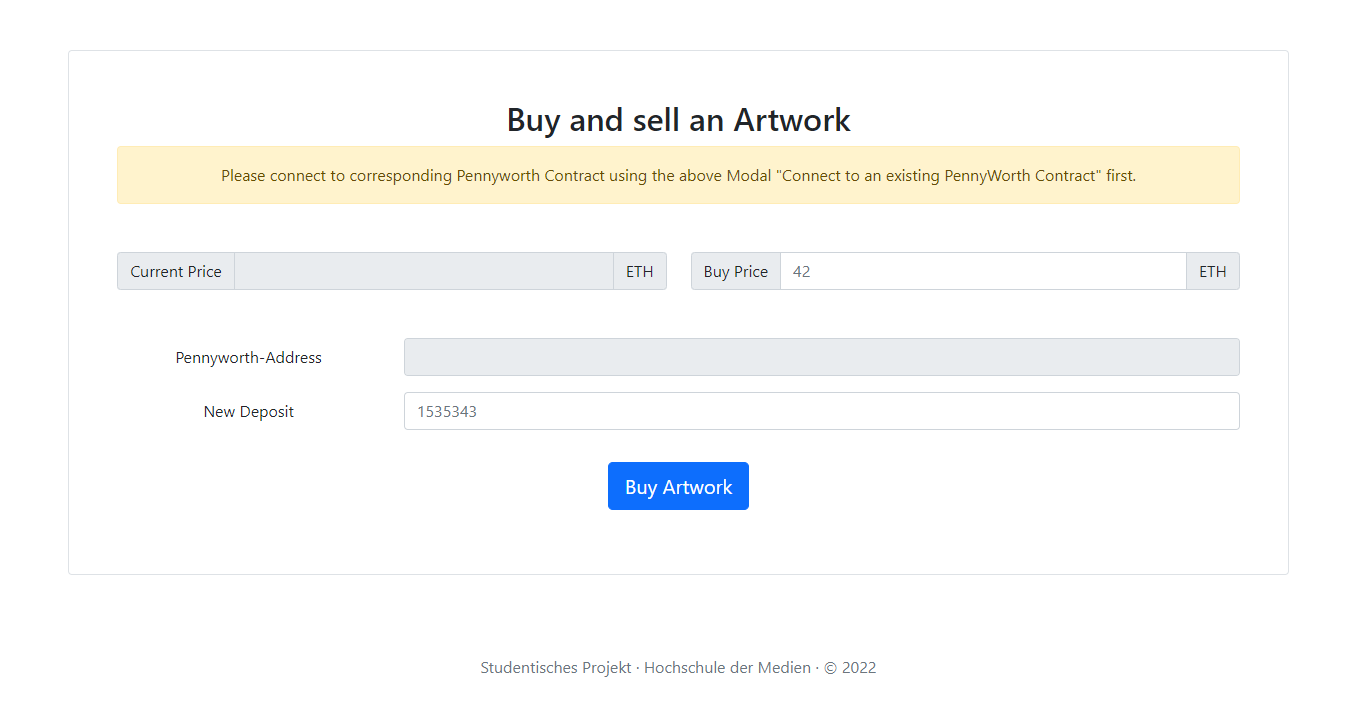 Buy and sell an Artwork
Please connect to corresponding Pennyworth Contract using the above Modal "Connect to an existing PennyWorth Contract" first.
Current Price ETH Buy Price 42 ETH
Pennyworth-Address
New Deposit 1535343
Buy Artwork
Studentisches Projekt · Hochschule der Medien · © 2022